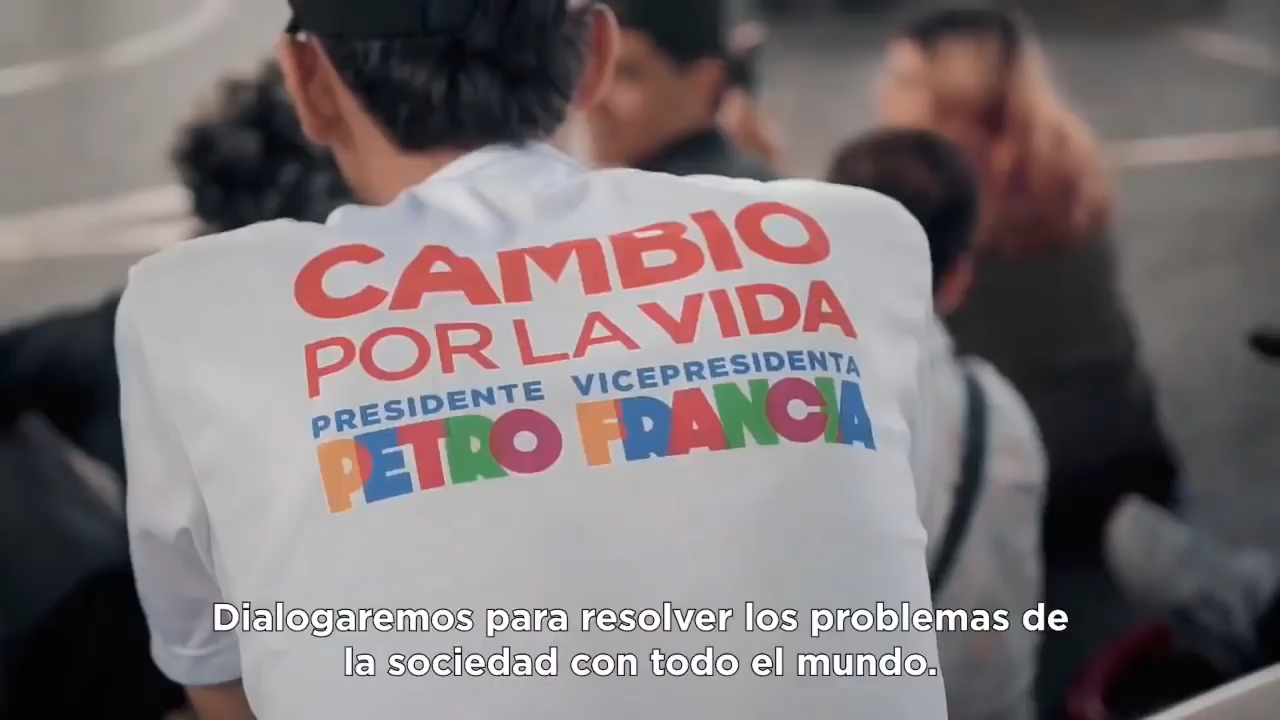 CAMBIO
POR LA VIDA
PRESIDENTE VICEPRESIDENTA
PETRO FRANCIA
Dialogaremos para resolver los problemas de
la sociedad con todo el mundo.